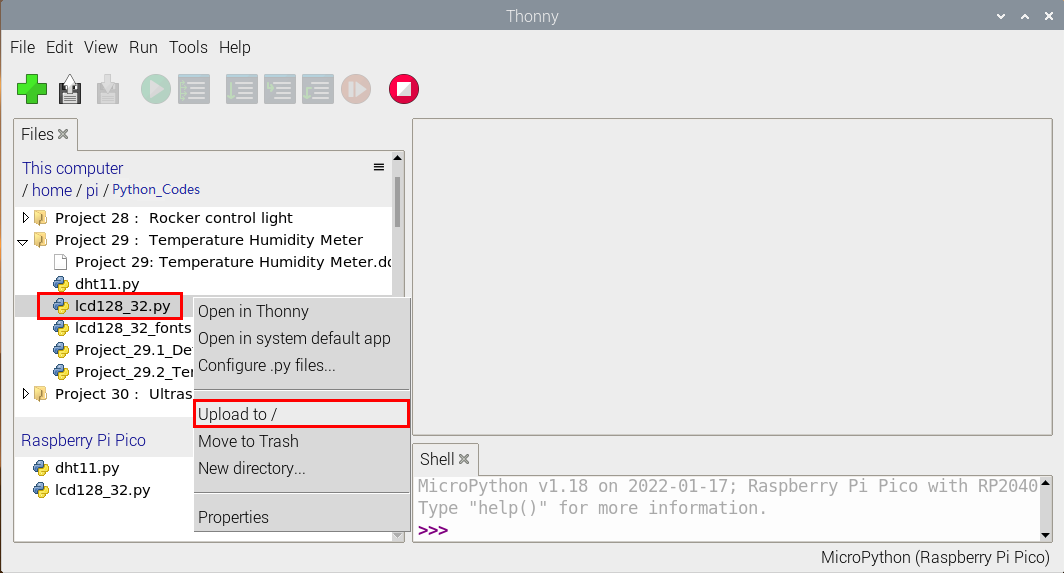 Thonny
File Edit View Run Tools Help
Files
This computer
/ home / pi / Python_Codes
Project 28 : Rocker control light
Project 29 : Temperature Humidity Meter
Project 29: Temperature Humidity Meter.dc
dht11.py
lcd128_32.py
lcd128_32_fonts
Project_29.1_De
Project_29.2_Ter
Project 30 : Ultras
Open in Thonny
Open in system default app
Configure .py files...
Upload to /
Move to Trash
New directory...
Properties
Raspberry Pi Pico
dht11.py
lcd128_32.py
Shell
MicroPython v1.18 on 2022-01-17; Raspberry Pi Pico with RP2040
Type "help()" for more information.
>>>
MicroPython (Raspberry Pi Pico)